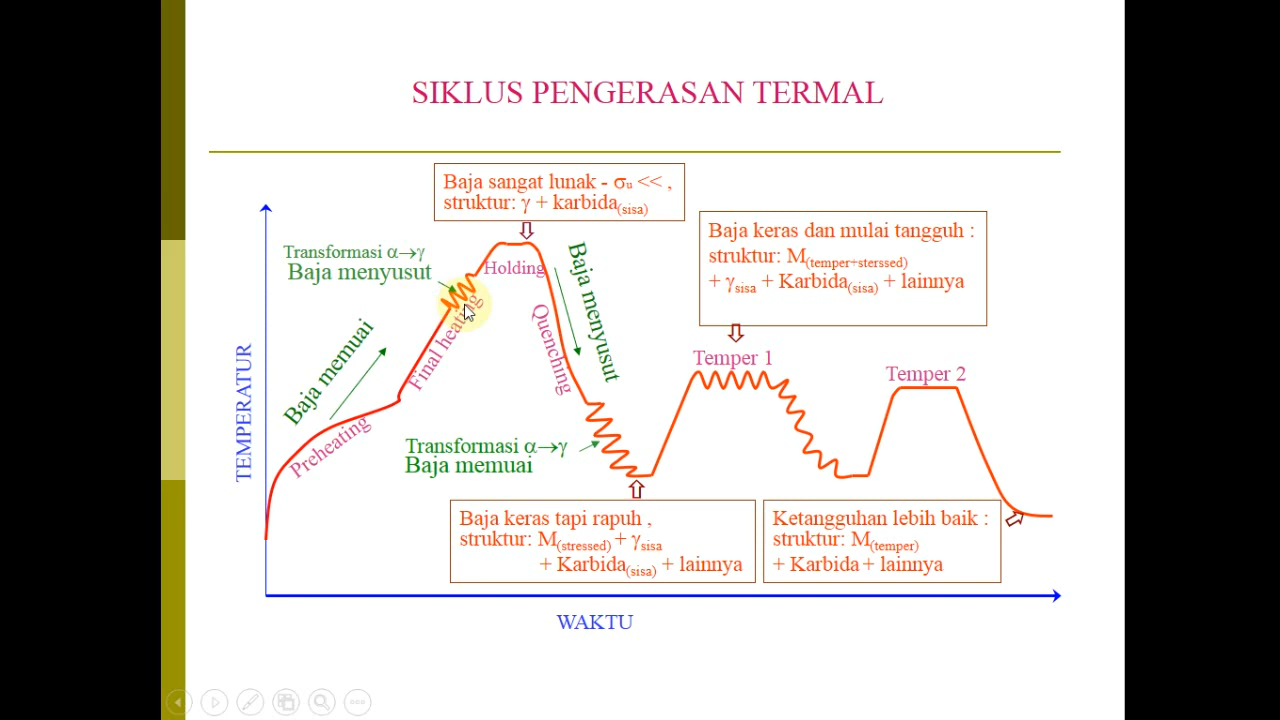 SIKLUS PENGERASAN TERMAL
Baja sangat lunak - σu << ,
struktur: γ + karbida(sisa)
Baja keras dan mulai tangguh :
struktur: M(temper+sterssed)
+ γsisa + Karbida(sisa) + lainnya
Transformasi α→γ
Baja menyusut
Holding
Baja menyusut
Quenching
Final heating
Baja memuai
Preheating
TEMPERATUR
Temper 1
Temper 2
Transformasi α→γ
Baja memuai
Baja keras tapi rapuh ,
struktur: M(stressed) + γsisa
+ Karbida(sisa) + lainnya
Ketangguhan lebih baik :
struktur: M(temper)
+ Karbida + lainnya
WAKTU